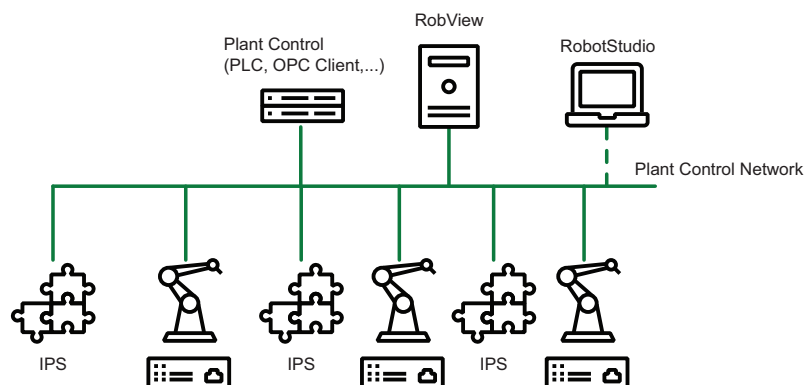 RobView
Plant Control
(PLC, OPC Client,...)
RobotStudio
Plant Control Network
IPS
IPS
IPS